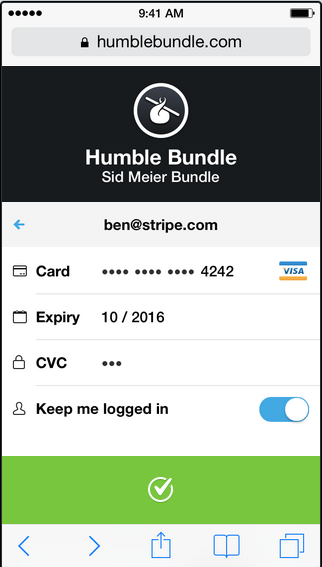 9:41 AM
humblebundle.com
Humble Bundle
Sid Meier Bundle
ben@stripe.com
Card •••• •••• •••• 4242 VISA
Expiry 10 / 2016
CVC •••
Keep me logged in